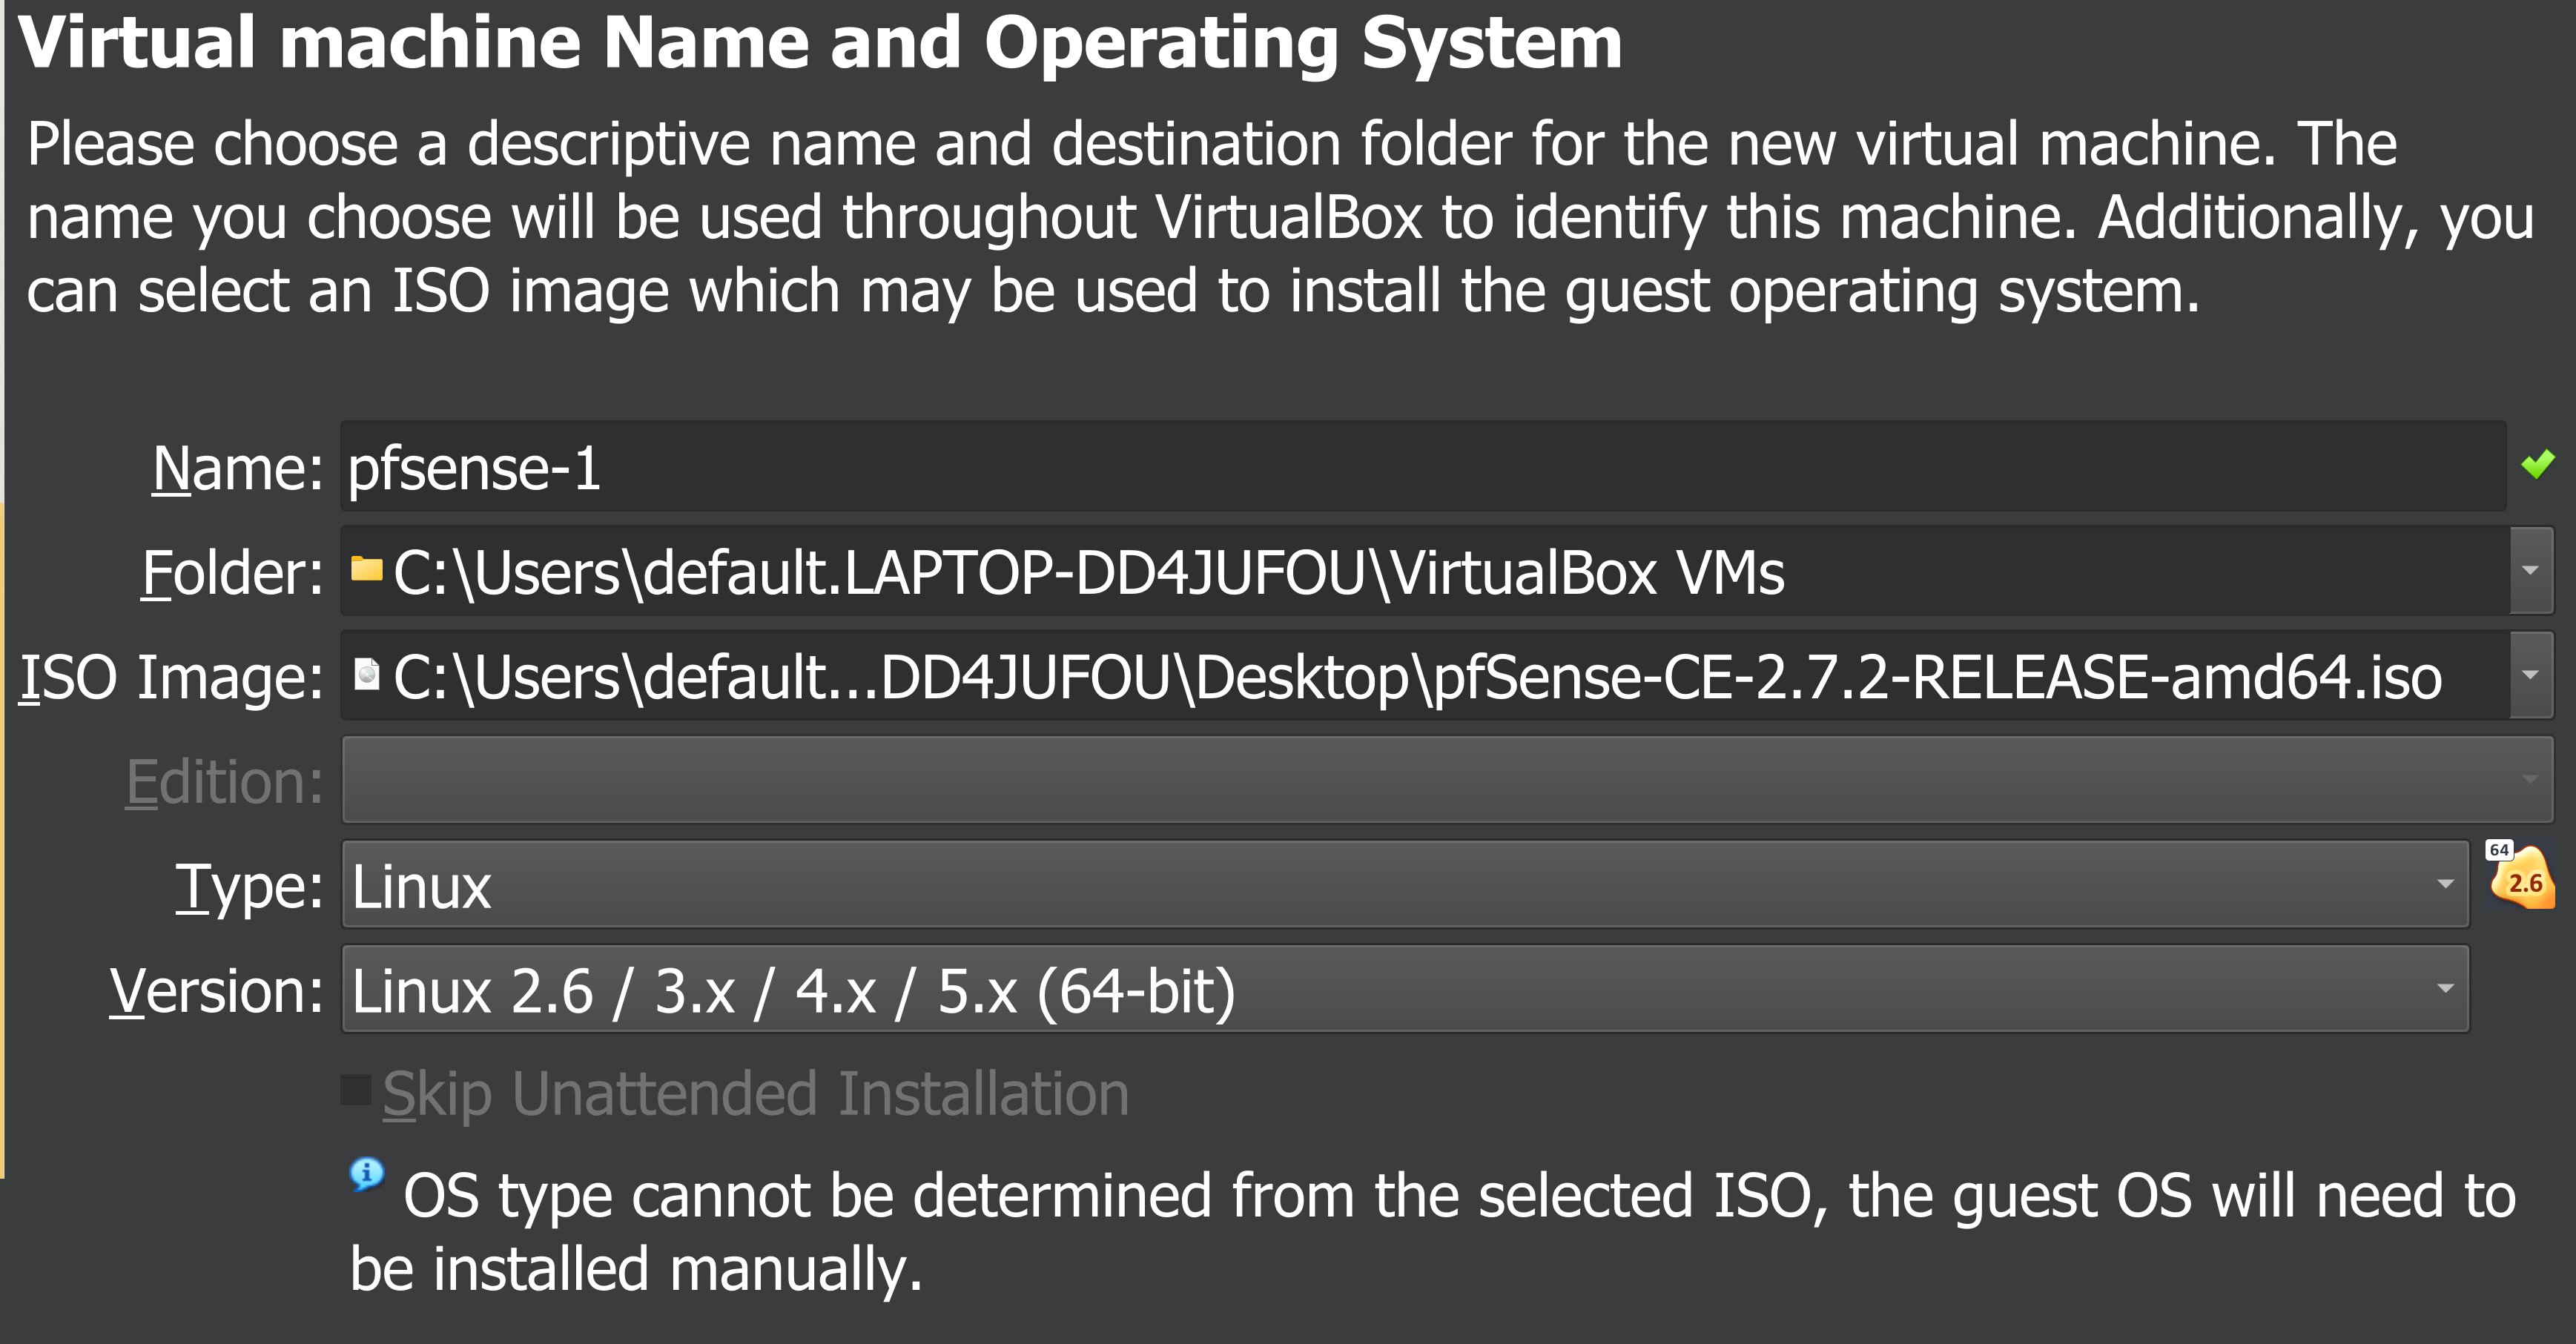 Virtual machine Name and Operating System
Please choose a descriptive name and destination folder for the new virtual machine. The
name you choose will be used throughout VirtualBox to identify this machine. Additionally, you
can select an ISO image which may be used to install the guest operating system.
Name: pfsense-1
Folder: C:\Users\default.LAPTOP-DD4JUFOU\VirtualBox VMs
ISO Image: C:\Users\default...DD4JUFOU\Desktop\pfSense-CE-2.7.2-RELEASE-amd64.iso
Edition:
Type: Linux 64 2.6
Version: Linux 2.6 / 3.x / 4.x / 5.x (64-bit)
Skip Unattended Installation
OS type cannot be determined from the selected ISO, the guest OS will need to
be installed manually.